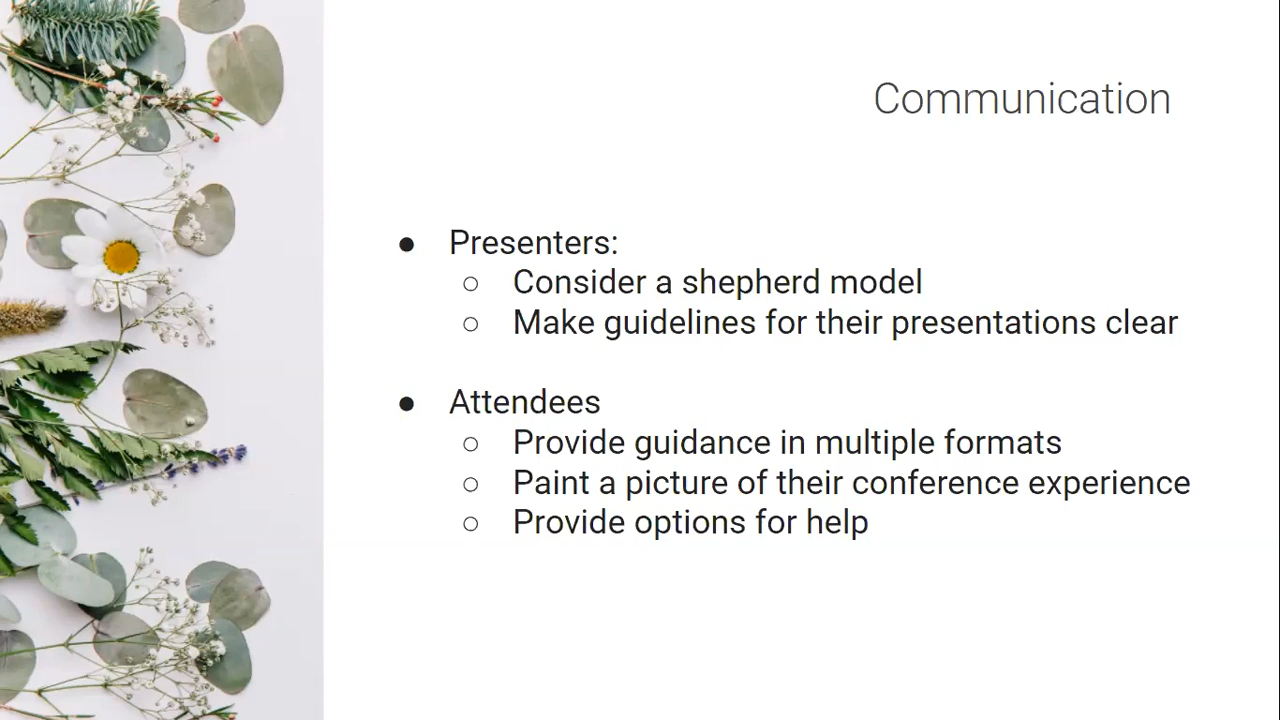 Communication
● Presenters:
○ Consider a shepherd model
○ Make guidelines for their presentations clear
● Attendees
○ Provide guidance in multiple formats
○ Paint a picture of their conference experience
○ Provide options for help